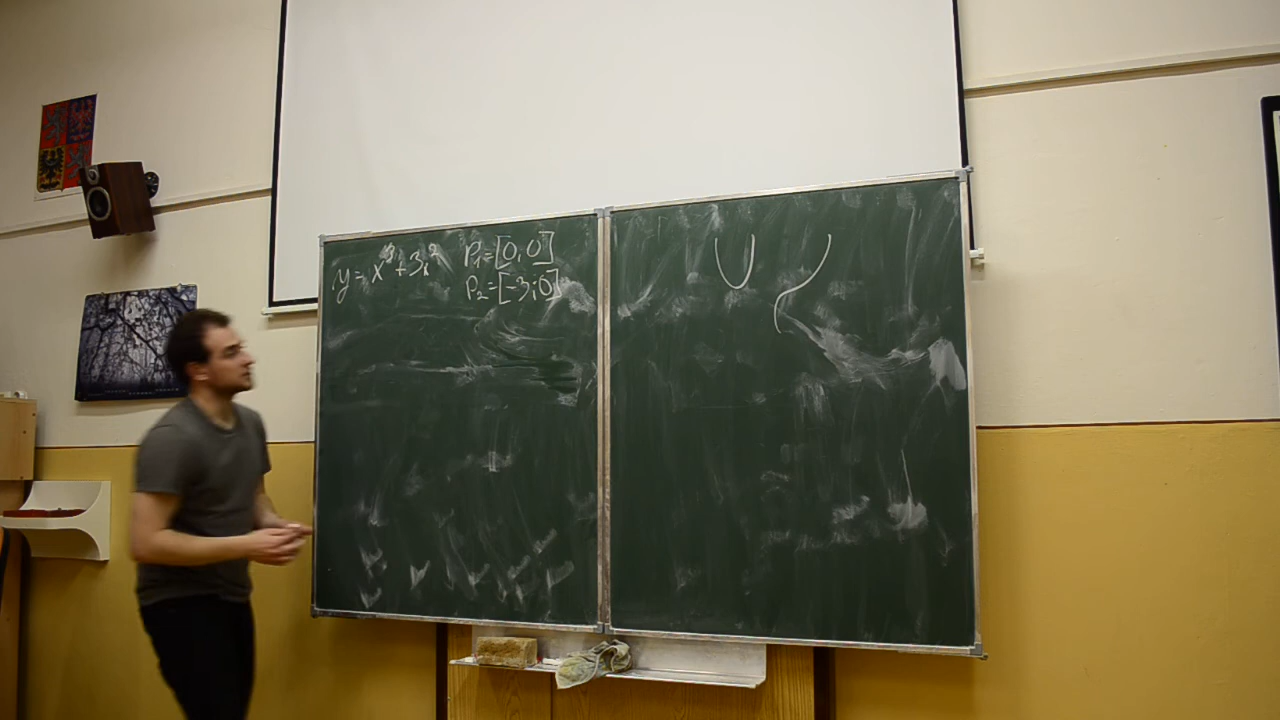 y = x³ + 3x² P₁ = [0, 0]
P₂ = [-3; 0]